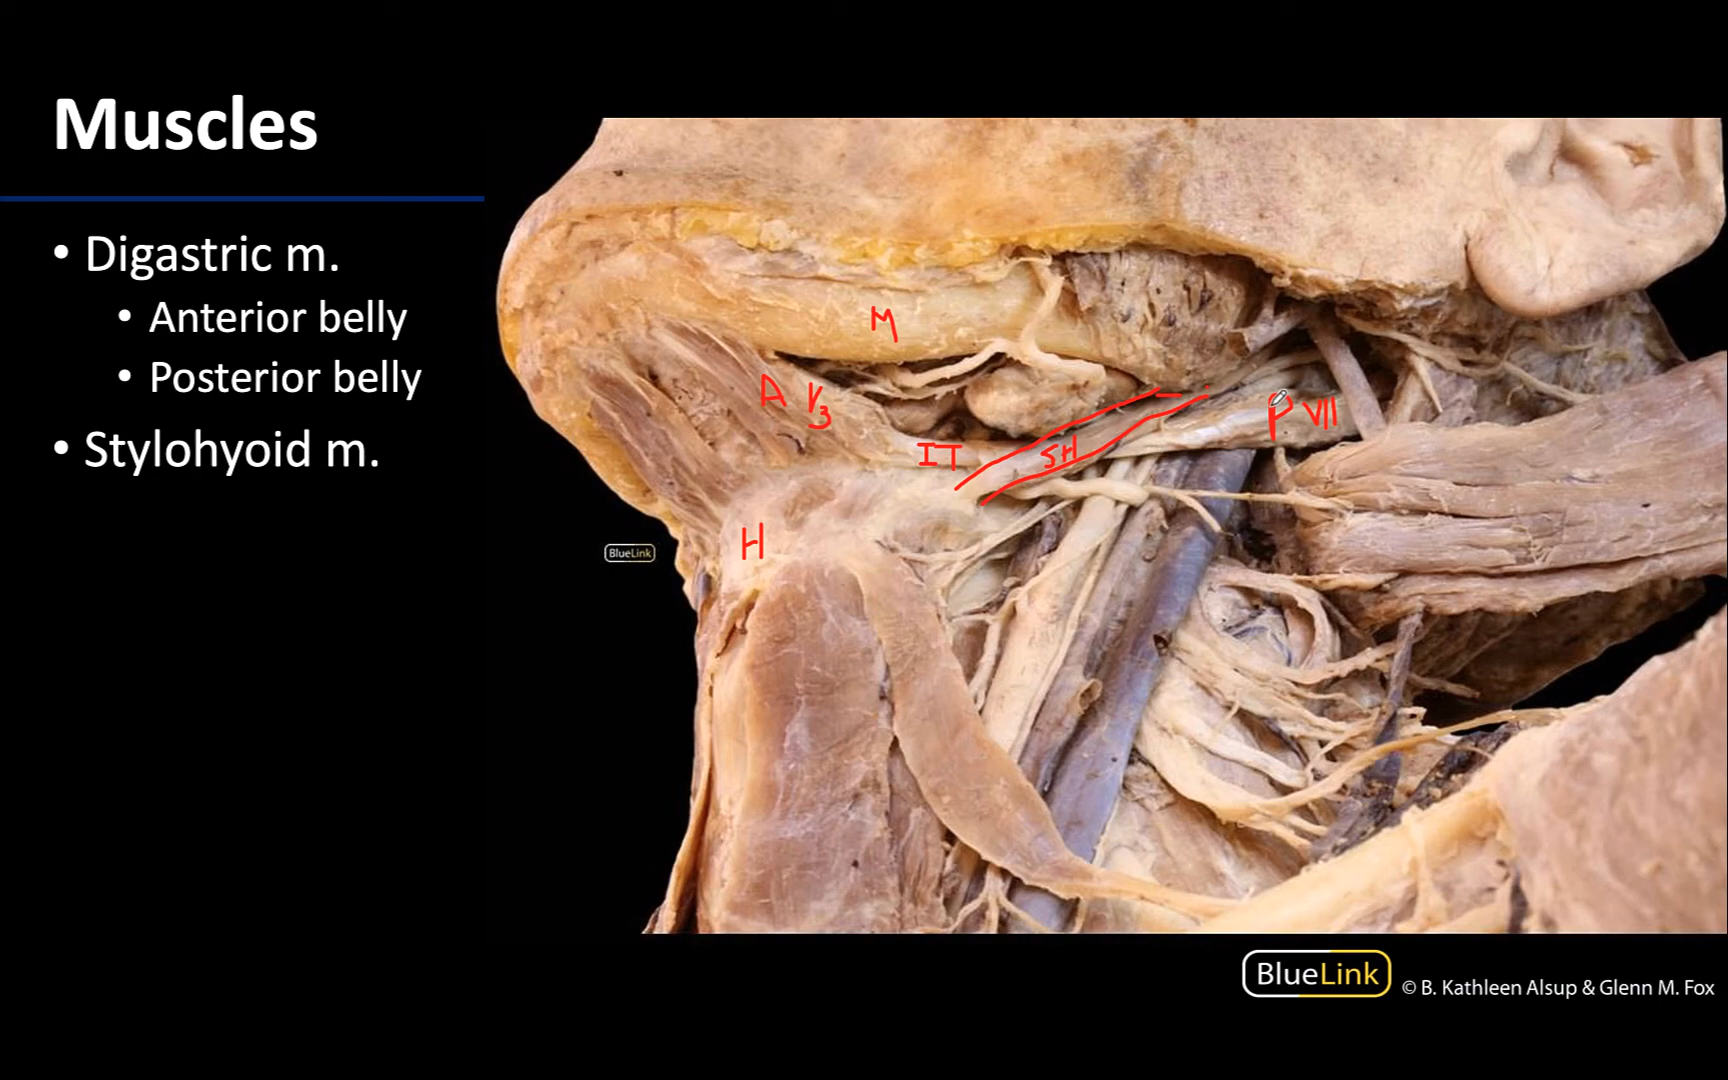 Muscles
• Digastric m.
• Anterior belly
• Posterior belly
• Stylohyoid m.
M
A V3
P VII
IT
SH
H
BlueLink
BlueLink
© B. Kathleen Alsup & Glenn M. Fox